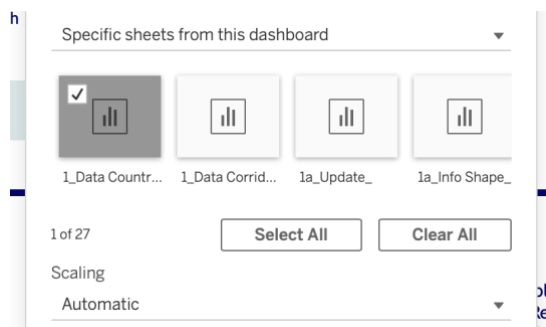 h
Specific sheets from this dashboard
1_Data Countr... 1_Data Corrid... 1a_Update_ 1a_Info Shape_
1 of 27 Select All Clear All
Scaling
Automatic